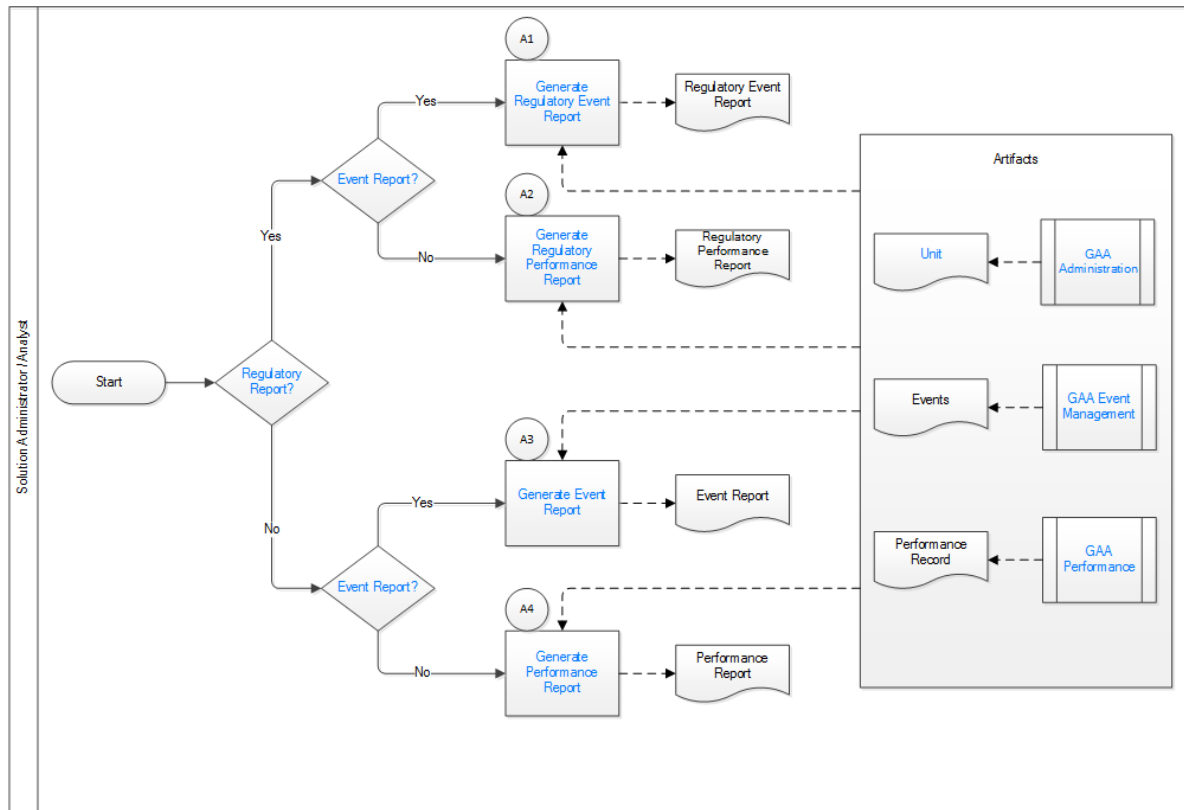 Solution Administrator / Analyst
Start
Regulatory
Report?
Yes
No
Event Report?
Yes
No
A1
Generate
Regulatory Event
Report
Regulatory Event
Report
A2
Generate
Regulatory
Performance
Report
Regulatory
Performance
Report
Event Report?
Yes
No
A3
Generate Event
Report
Event Report
A4
Generate
Performance
Report
Performance
Report
Artifacts
Unit
GAA
Administration
Events
GAA Event
Management
Performance
Record
GAA
Performance